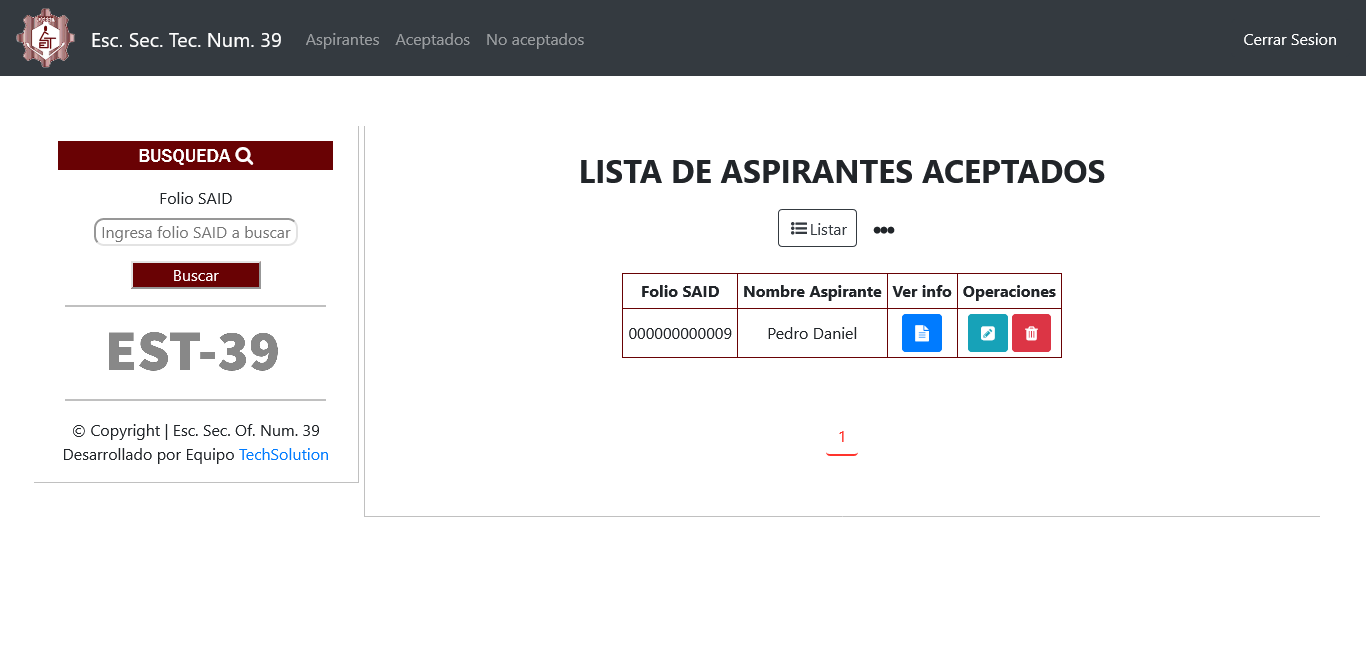 Esc. Sec. Tec. Num. 39 Aspirantes Aceptados No aceptados Cerrar Sesion
BUSQUEDA
Folio SAID
Ingresa folio SAID a buscar
Buscar
EST-39
© Copyright | Esc. Sec. Of. Num. 39
Desarrollado por Equipo TechSolution
LISTA DE ASPIRANTES ACEPTADOS
Listar
Folio SAID Nombre Aspirante Ver info Operaciones
000000000009 Pedro Daniel
1